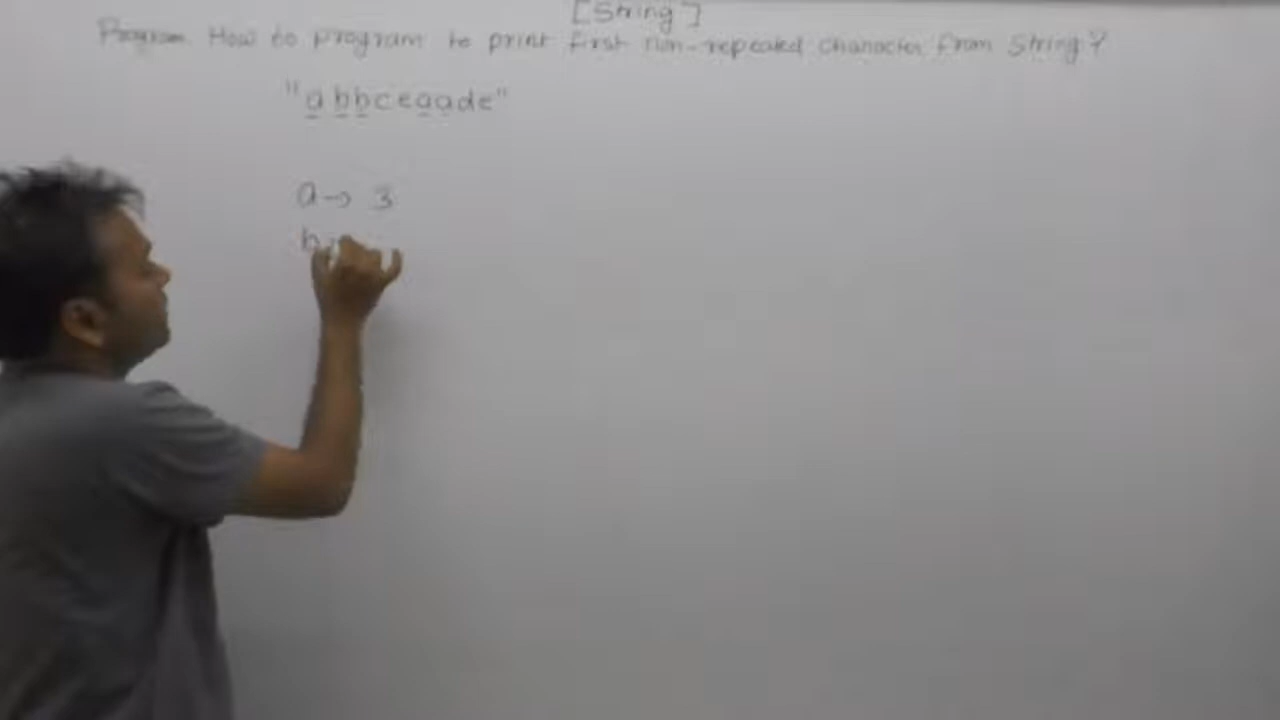 [String]
Program How to program to print first non-repeated character from String?
"abbceaade"
a → 3
b